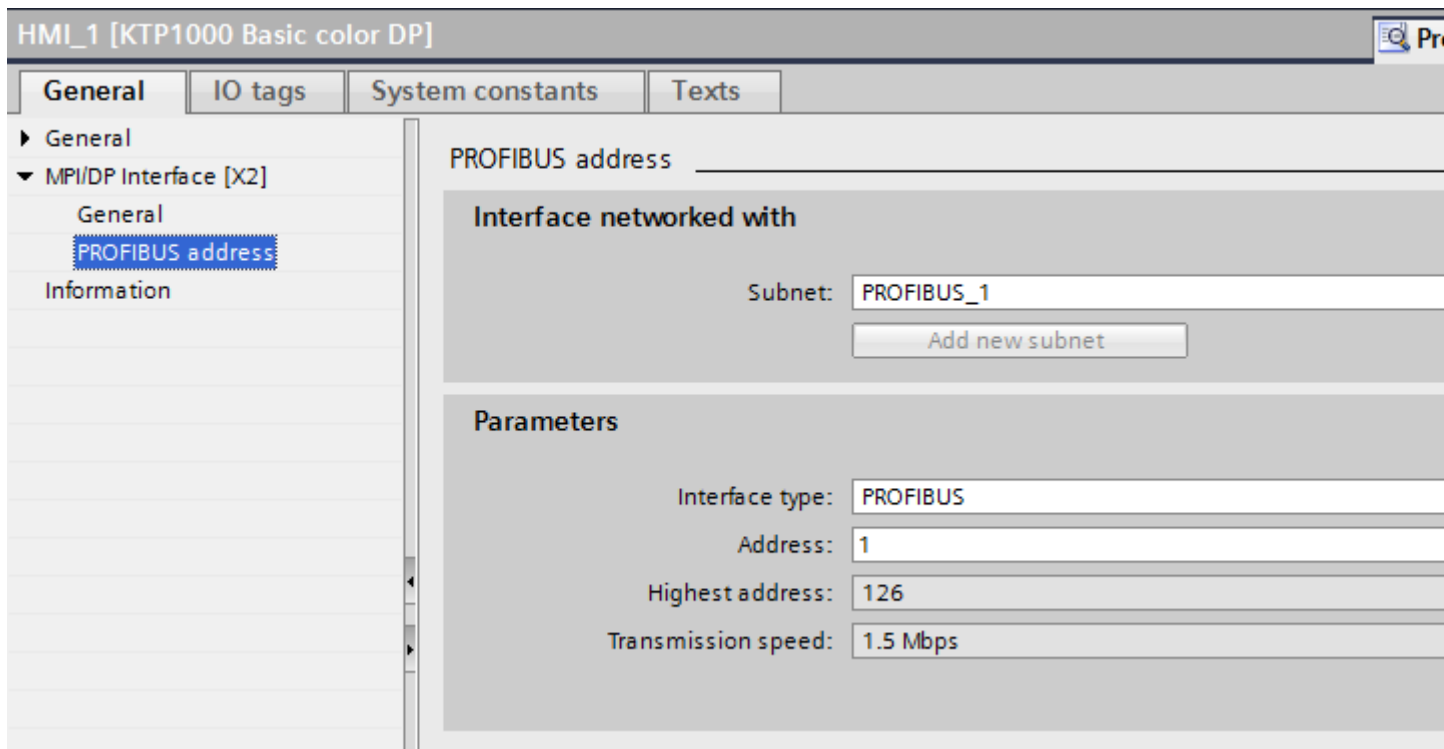 HMI_1 [KTP1000 Basic color DP]
General IO tags System constants Texts
General
MPI/DP Interface [X2]
General
PROFIBUS address
Information
PROFIBUS address
Interface networked with
Subnet: PROFIBUS_1
Add new subnet
Parameters
Interface type: PROFIBUS
Address: 1
Highest address: 126
Transmission speed: 1.5 Mbps